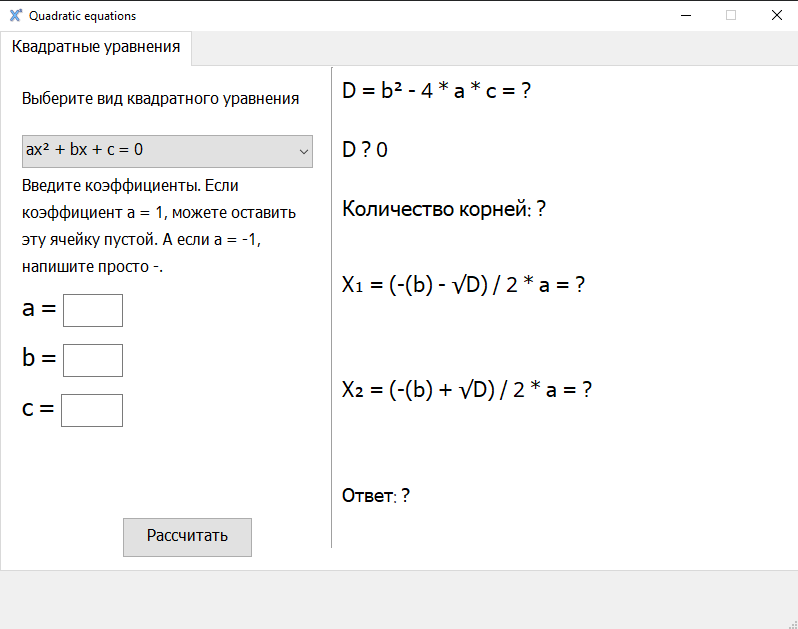 Quadratic equations
Квадратные уравнения
Выберите вид квадратного уравнения
ax² + bx + c = 0
Введите коэффициенты. Если
коэффициент a = 1, можете оставить
эту ячейку пустой. А если a = -1,
напишите просто -.
a =
b =
c =
Рассчитать
D = b² - 4 * a * c = ?
D ? 0
Количество корней: ?
X₁ = (-(b) - √D) / 2 * a = ?
X₂ = (-(b) + √D) / 2 * a = ?
Ответ: ?